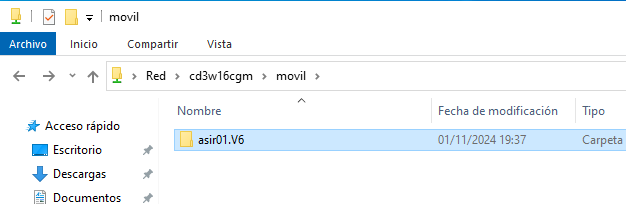 movil
Archivo Inicio Compartir Vista
Red > cd3w16cgm > movil >
Nombre Fecha de modificación Tipo
Acceso rápido
asir01.V6 01/11/2024 19:37 Carpeta
Escritorio
Descargas
Documentos